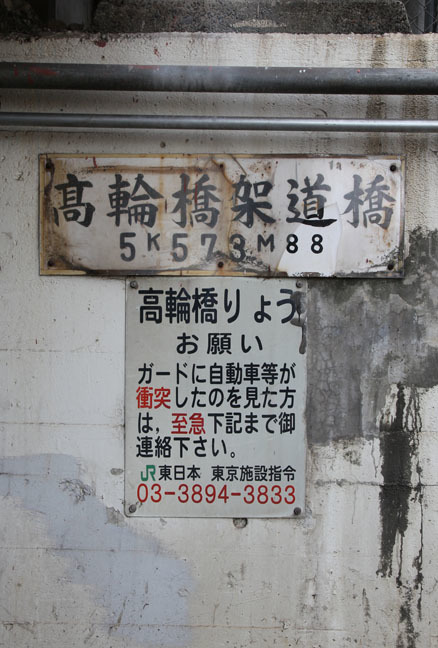 高輪橋架道橋
5K573M88
高輪橋りょう
お願い
ガードに自動車等が
衝突したのを見た方
は，至急下記まで御
連絡下さい。
JR東日本 東京施設指令
03-3894-3833